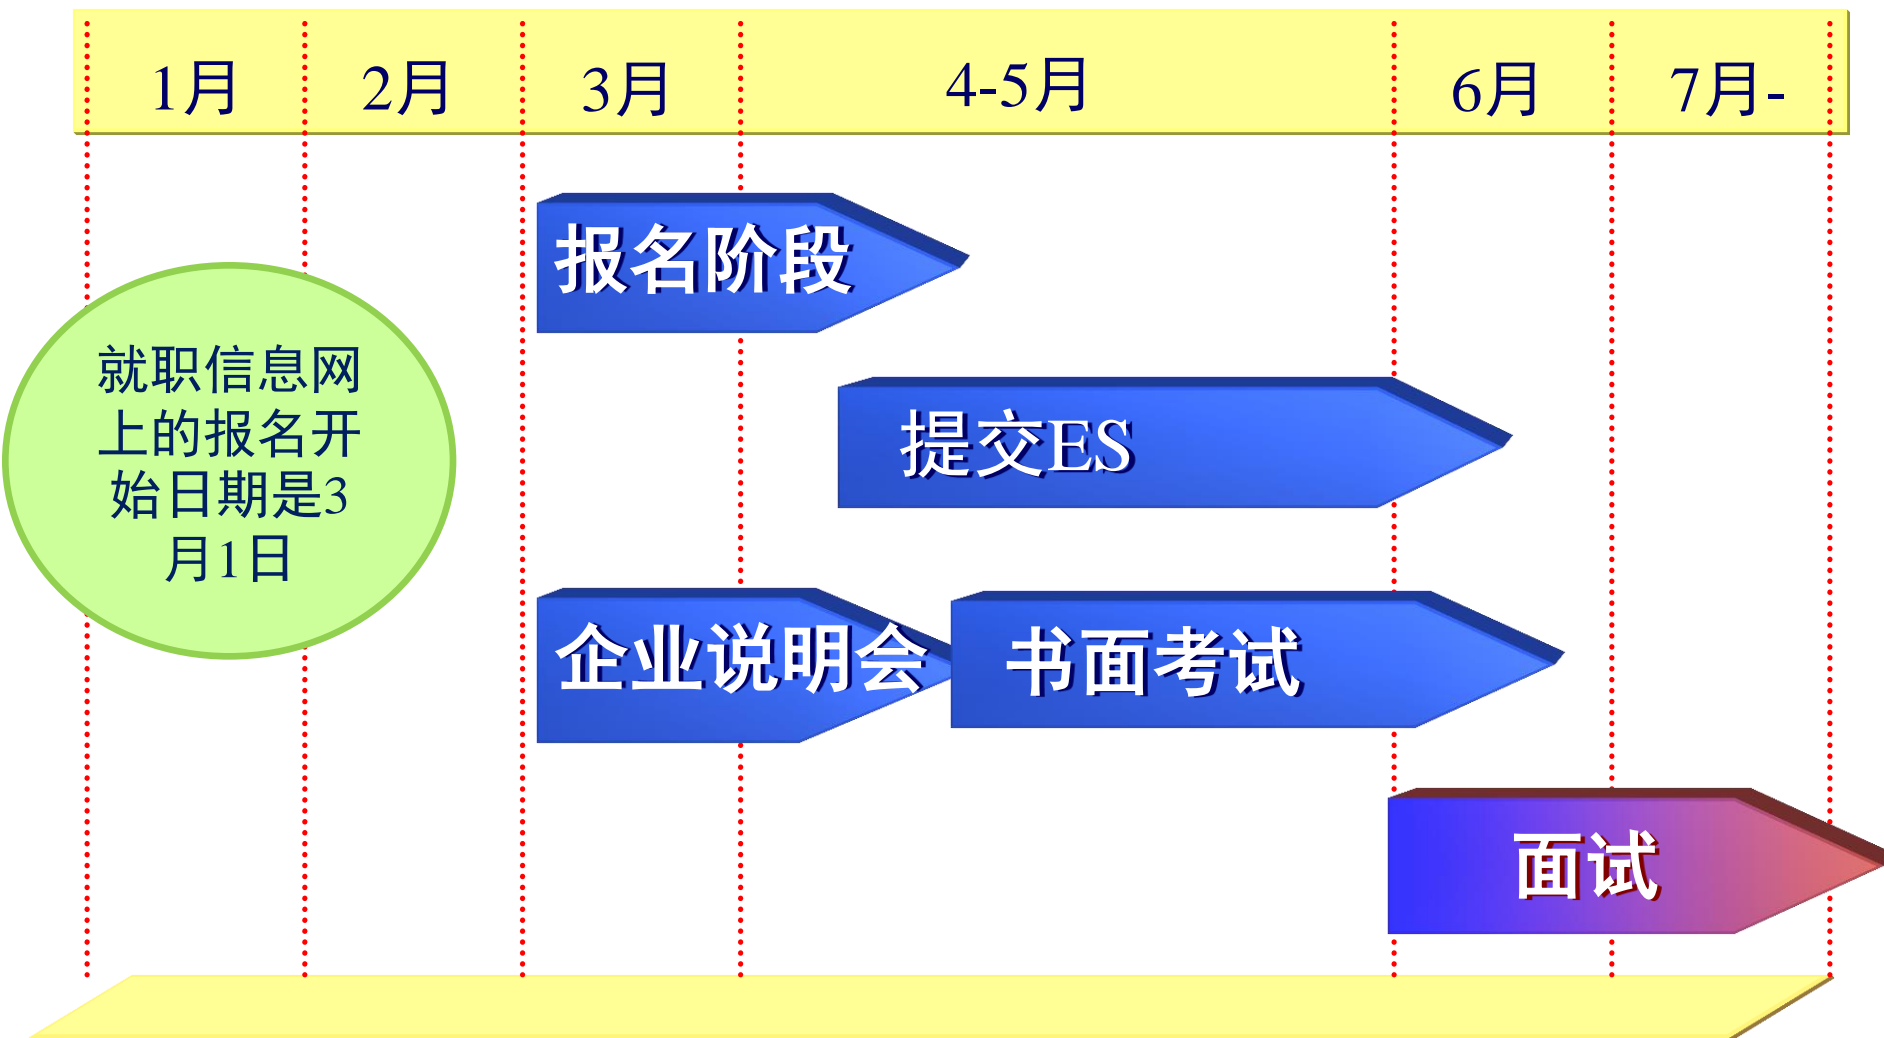 1月 2月 3月 4-5月 6月 7月-
报名阶段
就职信息网
上的报名开
始日期是3
月1日
提交ES
企业说明会 书面考试
面试